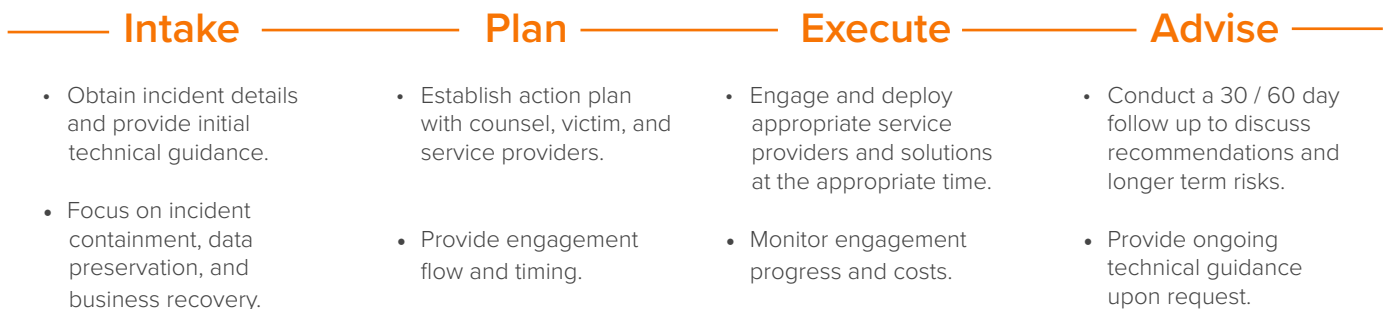 Intake
• Obtain incident details
and provide initial
technical guidance.
• Focus on incident
containment, data
preservation, and
business recovery.
Plan
• Establish action plan
with counsel, victim, and
service providers.
• Provide engagement
flow and timing.
Execute
• Engage and deploy
appropriate service
providers and solutions
at the appropriate time.
• Monitor engagement
progress and costs.
Advise
• Conduct a 30 / 60 day
follow up to discuss
recommendations and
longer term risks.
• Provide ongoing
technical guidance
upon request.